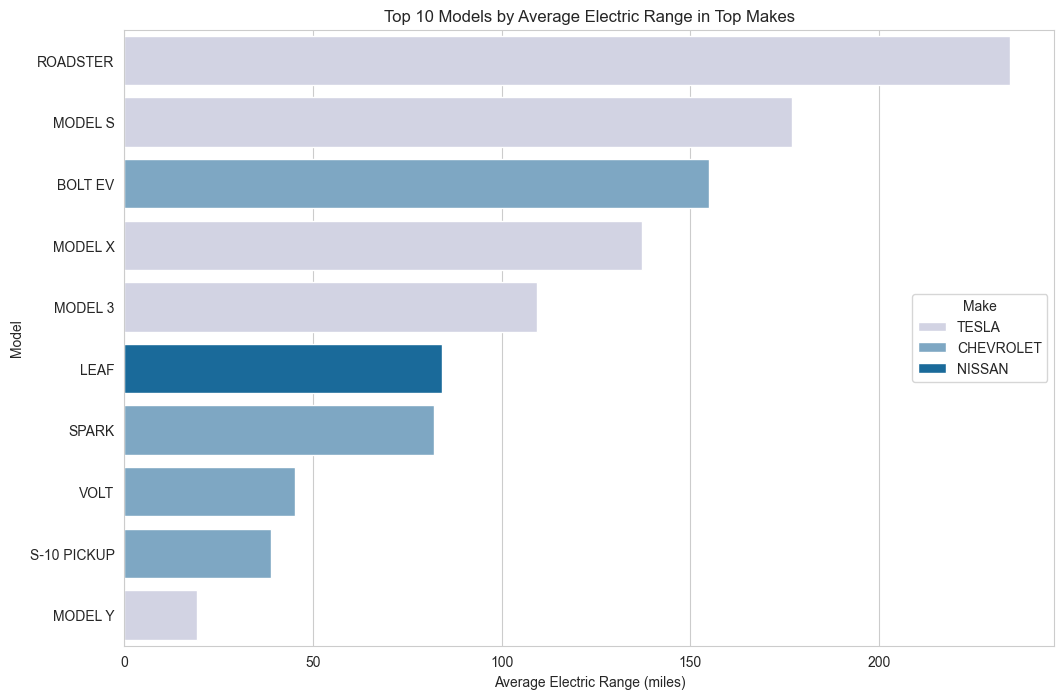 Top 10 Models by Average Electric Range in Top Makes
Model
ROADSTER
MODEL S
BOLT EV
MODEL X
MODEL 3
LEAF
SPARK
VOLT
S-10 PICKUP
MODEL Y
Make
TESLA
CHEVROLET
NISSAN
0 50 100 150 200
Average Electric Range (miles)